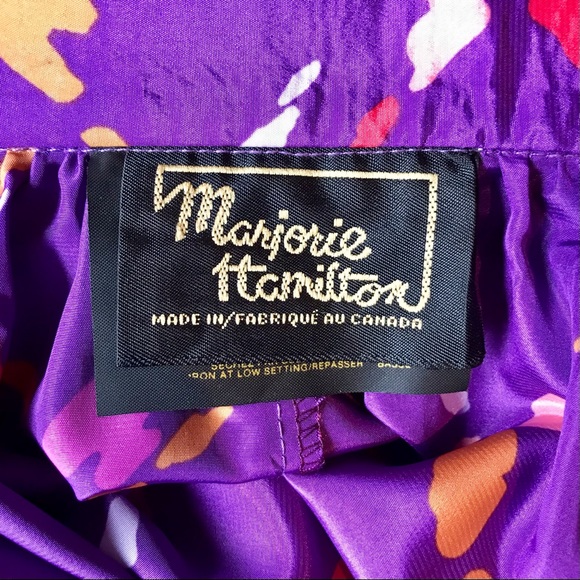 Marjorie
Hamilton
MADE IN/FABRIQUÉ AU CANADA
IRON AT LOW SETTING/REPASSER